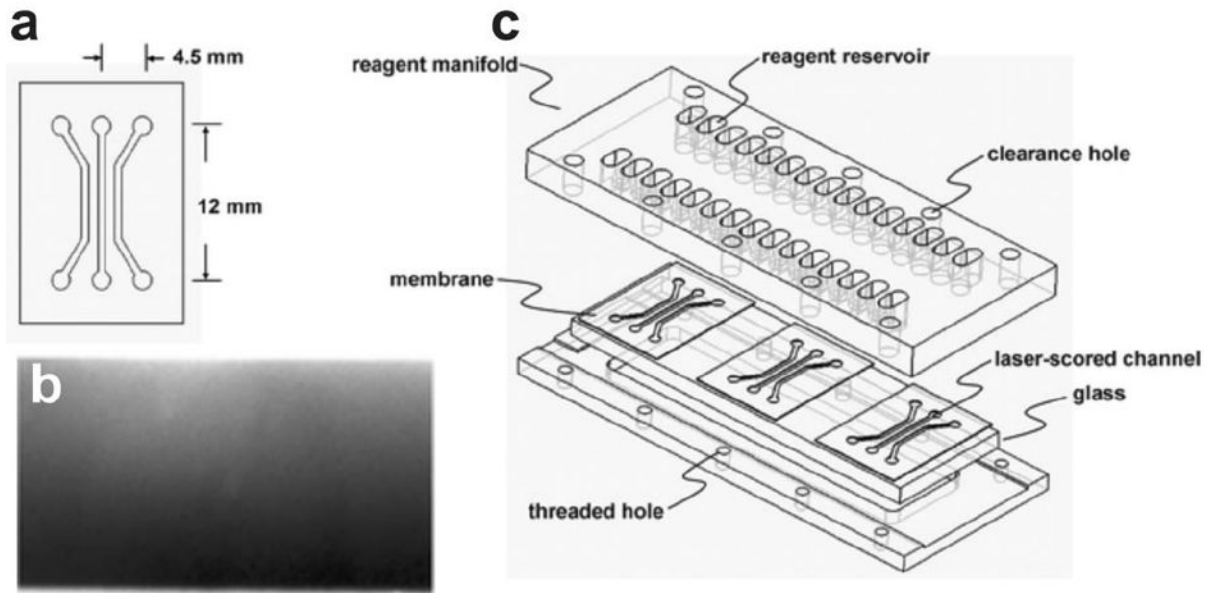 a
4.5 mm
12 mm
b
c
reagent manifold
reagent reservoir
clearance hole
membrane
laser-scored channel
glass
threaded hole